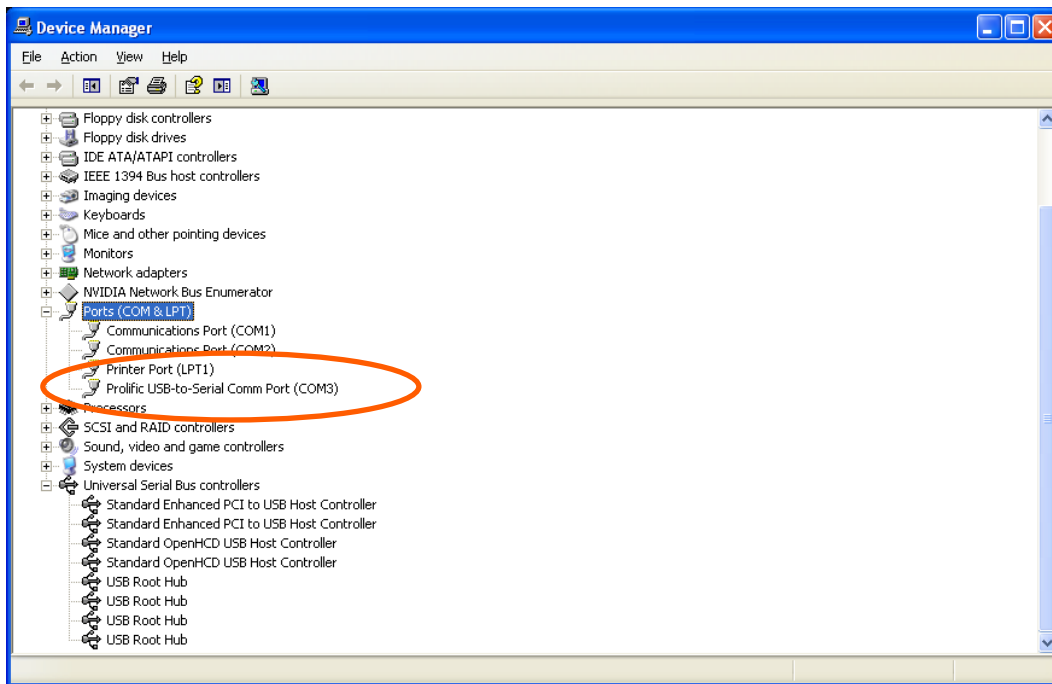 Device Manager
File Action View Help
Floppy disk controllers
Floppy disk drives
IDE ATA/ATAPI controllers
IEEE 1394 Bus host controllers
Imaging devices
Keyboards
Mice and other pointing devices
Monitors
Network adapters
NVIDIA Network Bus Enumerator
Ports (COM & LPT)
Communications Port (COM1)
Communications Port (COM2)
Printer Port (LPT1)
Prolific USB-to-Serial Comm Port (COM3)
Processors
SCSI and RAID controllers
Sound, video and game controllers
System devices
Universal Serial Bus controllers
Standard Enhanced PCI to USB Host Controller
Standard Enhanced PCI to USB Host Controller
Standard OpenHCD USB Host Controller
Standard OpenHCD USB Host Controller
USB Root Hub
USB Root Hub
USB Root Hub
USB Root Hub